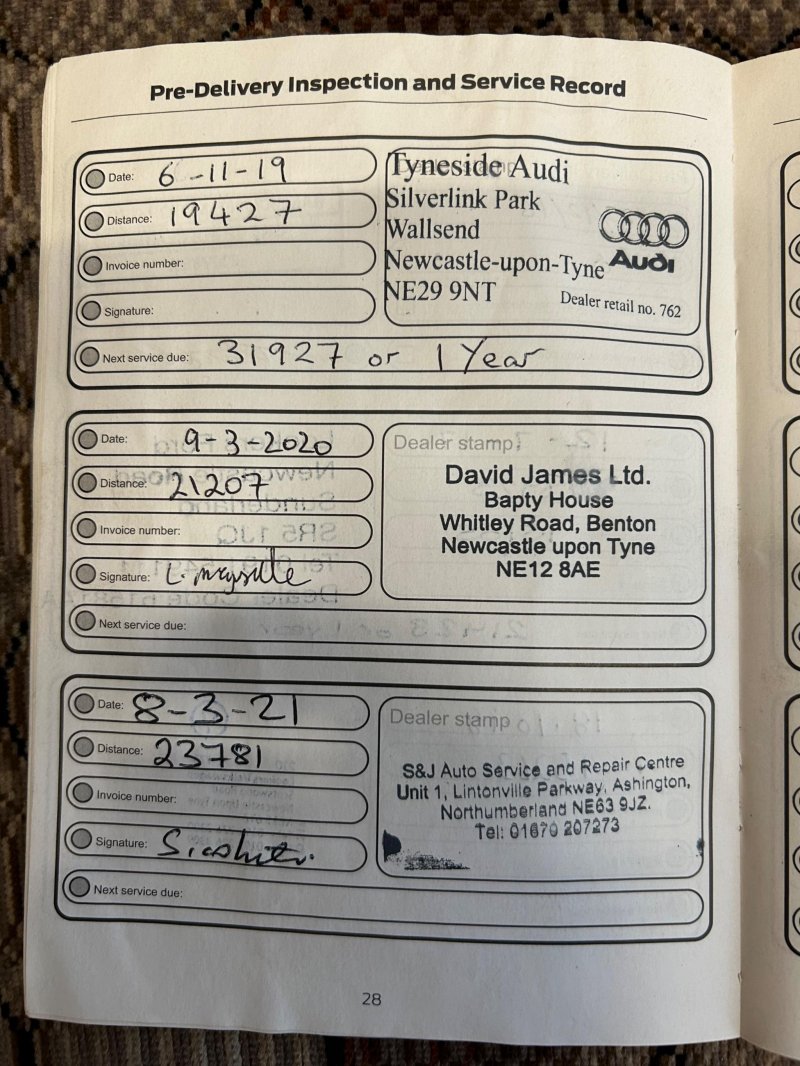 Pre-Delivery Inspection and Service Record
Date: 6-11-19
Distance: 19427
Invoice number:
Signature:
Next service due: 31927 or 1 Year
Tyneside Audi
Silverlink Park
Wallsend
Newcastle-upon-Tyne
NE29 9NT
Audi
Dealer retail no. 762
Date: 9-3-2020
Distance: 21207
Invoice number:
Signature: L.
Next service due:
Dealer stamp
David James Ltd.
Bapty House
Whitley Road, Benton
Newcastle upon Tyne
NE12 8AE
Date: 8-3-21
Distance: 23781
Invoice number:
Signature:
Next service due:
Dealer stamp
S&J Auto Service and Repair Centre
Unit 1, Lintonville Parkway, Ashington,
Northumberland NE63 9JZ.
Tel: 01670 207273
28